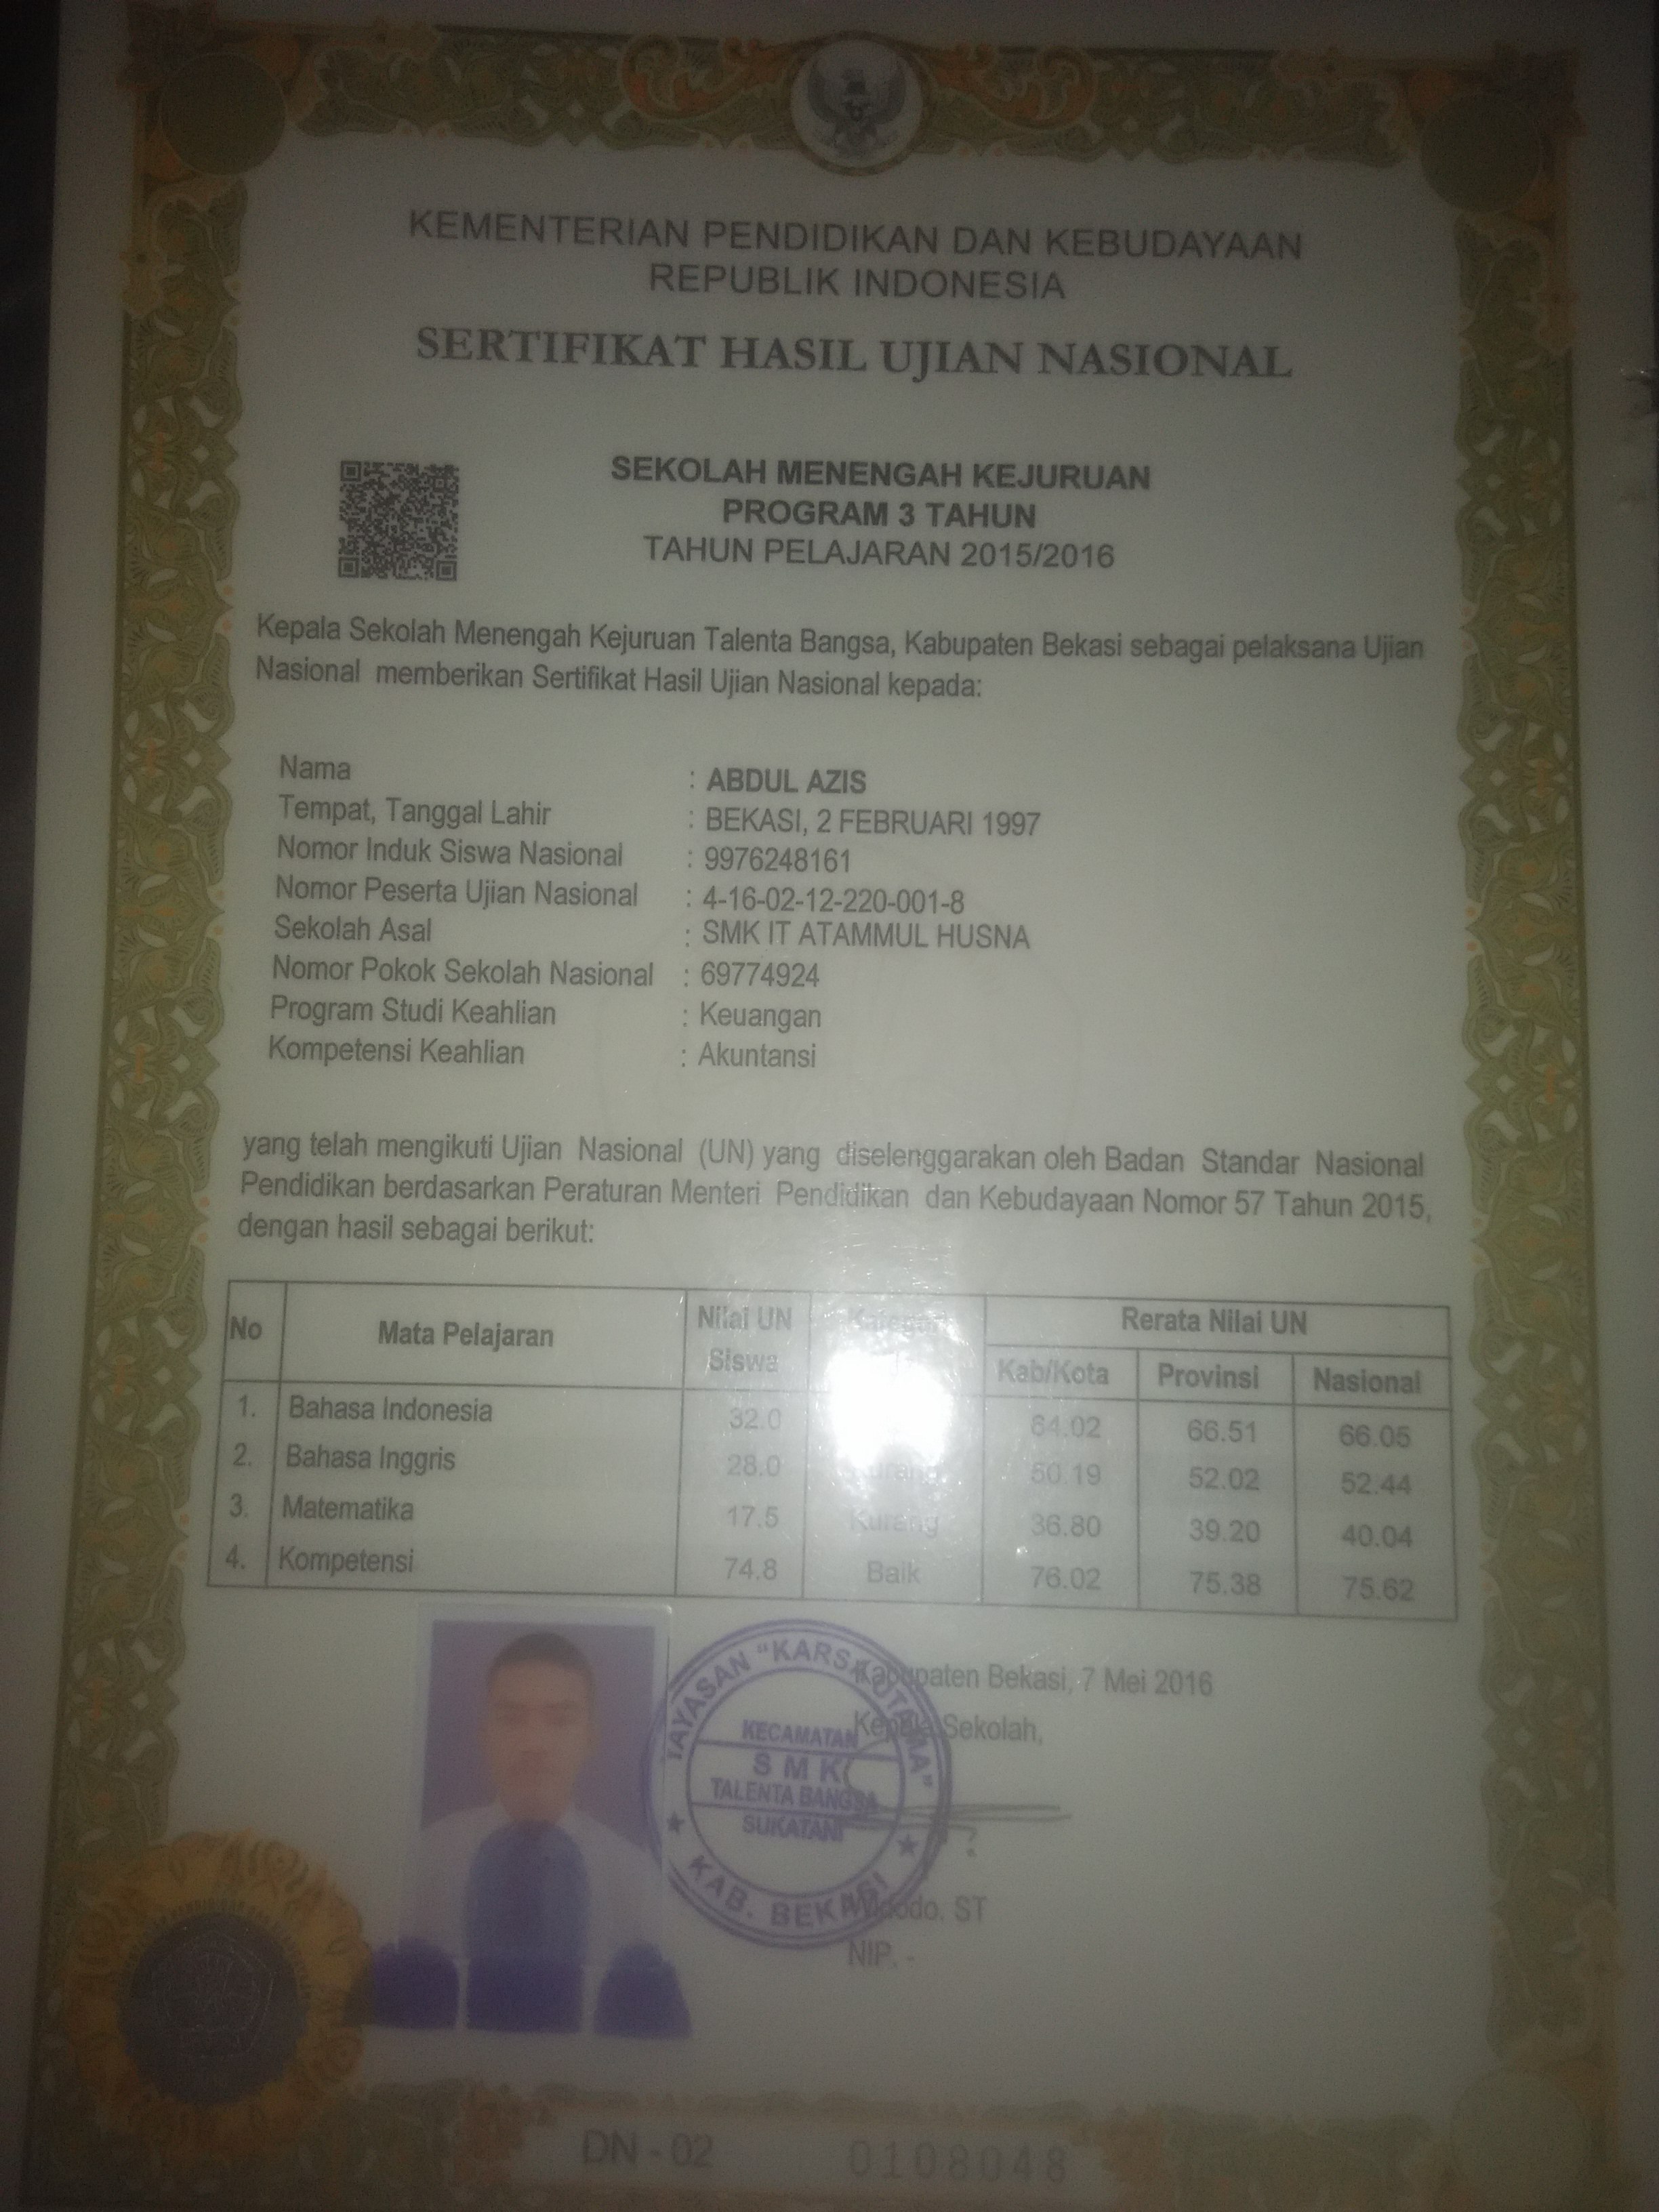 KEMENTERIAN PENDIDIKAN DAN KEBUDAYAAN
REPUBLIK INDONESIA
SERTIFIKAT HASIL UJIAN NASIONAL
SEKOLAH MENENGAH KEJURUAN
PROGRAM 3 TAHUN
TAHUN PELAJARAN 2015/2016
Kepala Sekolah Menengah Kejuruan Talenta Bangsa, Kabupaten Bekasi sebagai pelaksana Ujian
Nasional memberikan Sertifikat Hasil Ujian Nasional kepada:
Nama : ABDUL AZIS
Tempat, Tanggal Lahir : BEKASI, 2 FEBRUARI 1997
Nomor Induk Siswa Nasional : 9976248161
Nomor Peserta Ujian Nasional : 4-16-02-12-220-001-8
Sekolah Asal : SMK IT ATAMMUL HUSNA
Nomor Pokok Sekolah Nasional : 69774924
Program Studi Keahlian : Keuangan
Kompetensi Keahlian : Akuntansi
yang telah mengikuti Ujian Nasional (UN) yang diselenggarakan oleh Badan Standar Nasional
Pendidikan berdasarkan Peraturan Menteri Pendidikan dan Kebudayaan Nomor 57 Tahun 2015,
dengan hasil sebagai berikut:
No Mata Pelajaran Nilai UN Siswa Rerata Nilai UN
Kab/Kota Provinsi Nasional
1. Bahasa Indonesia 32.0 64.02 66.51 66.05
2. Bahasa Inggris 28.0 Kurang 50.19 52.02 52.44
3. Matematika 17.5 Kurang 36.80 39.20 40.04
4. Kompetensi 74.8 Baik 76.02 75.38 75.62
Kabupaten Bekasi, 7 Mei 2016
Kepala Sekolah,
YAYASAN "KARSA UTAMA"
KECAMATAN
SMK
TALENTA BANGSA
SUKATANI
KAB. BEKASI
ST
NIP. -
DN - 02 0108048